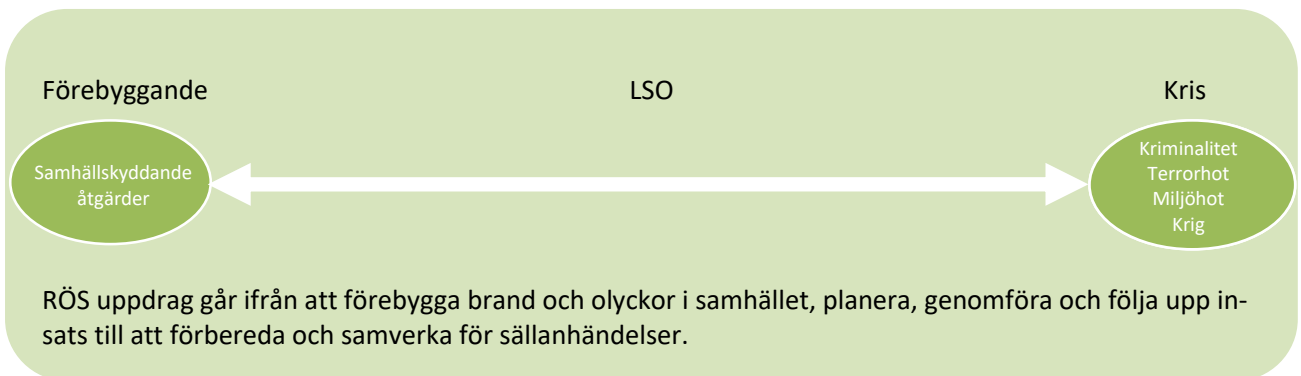 Förebyggande LSO Kris
Samhällskyddande
åtgärder
Kriminalitet
Terrorhot
Miljöhot
Krig
RÖS uppdrag går ifrån att förebygga brand och olyckor i samhället, planera, genomföra och följa upp in-
sats till att förbereda och samverka för sällanhändelser.